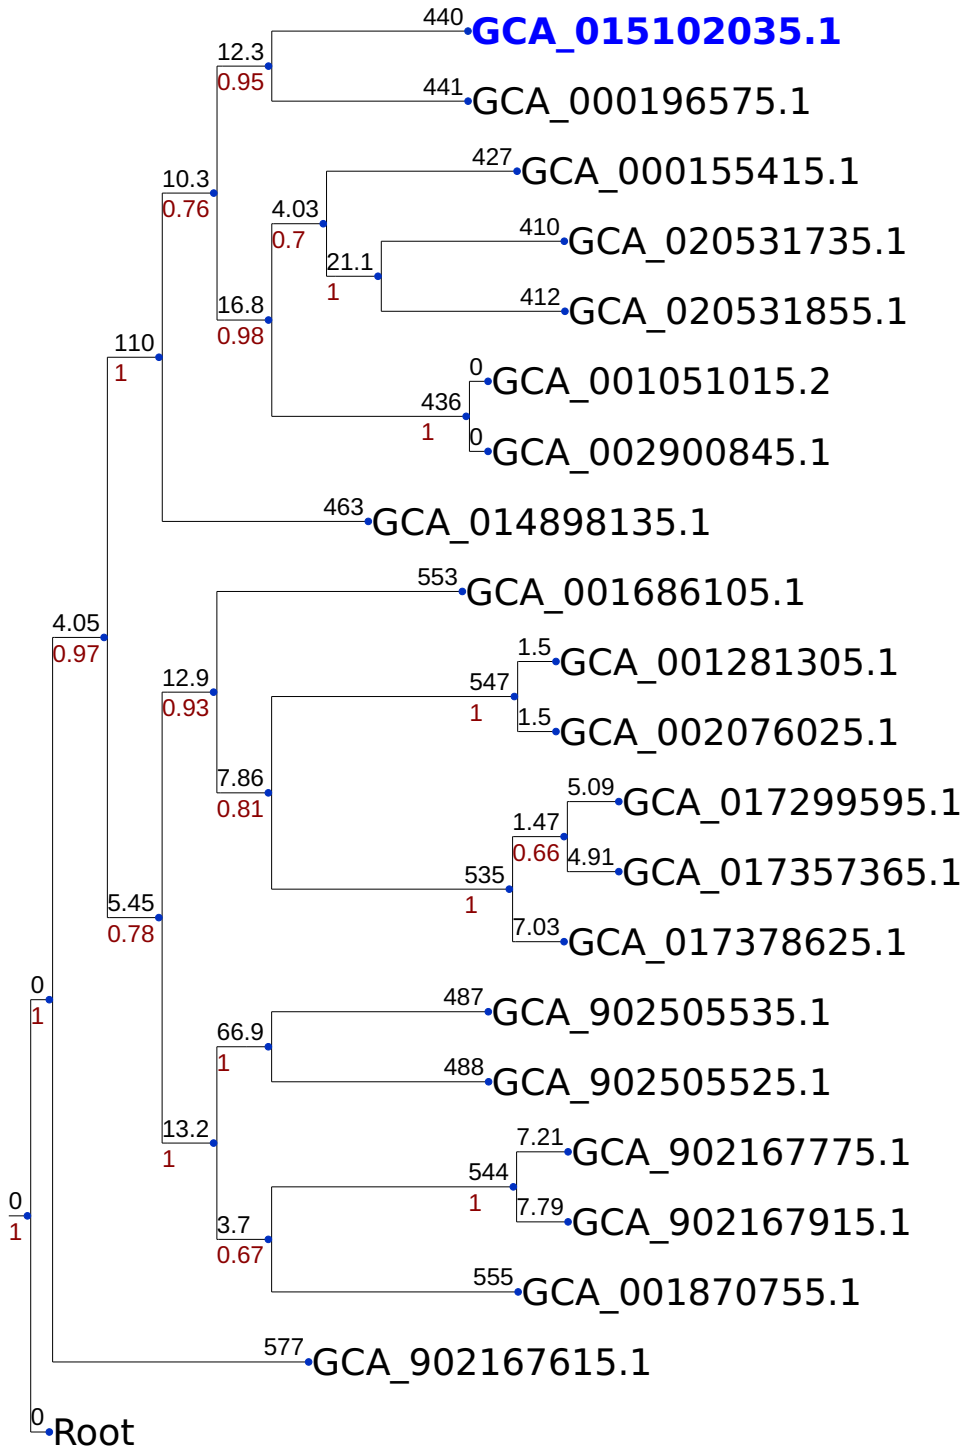 440
GCA_015102035.1
12.3
0.95
441
GCA_000196575.1
427
GCA_000155415.1
10.3
0.76
4.03
0.7
410
GCA_020531735.1
21.1
1
16.8
0.98
412
GCA_020531855.1
110
1
0
GCA_001051015.2
436
1
0
GCA_002900845.1
463
GCA_014898135.1
553
GCA_001686105.1
4.05
0.97
1.5
GCA_001281305.1
12.9
0.93
547
1
1.5
GCA_002076025.1
7.86
0.81
5.09
GCA_017299595.1
1.47
0.66
4.91
GCA_017357365.1
535
1
5.45
0.78
7.03
GCA_017378625.1
0
1
487
GCA_902505535.1
66.9
1
488
GCA_902505525.1
13.2
1
7.21
GCA_902167775.1
544
1
0
1
7.79
GCA_902167915.1
3.7
0.67
555
GCA_001870755.1
577
GCA_902167615.1
0
Root